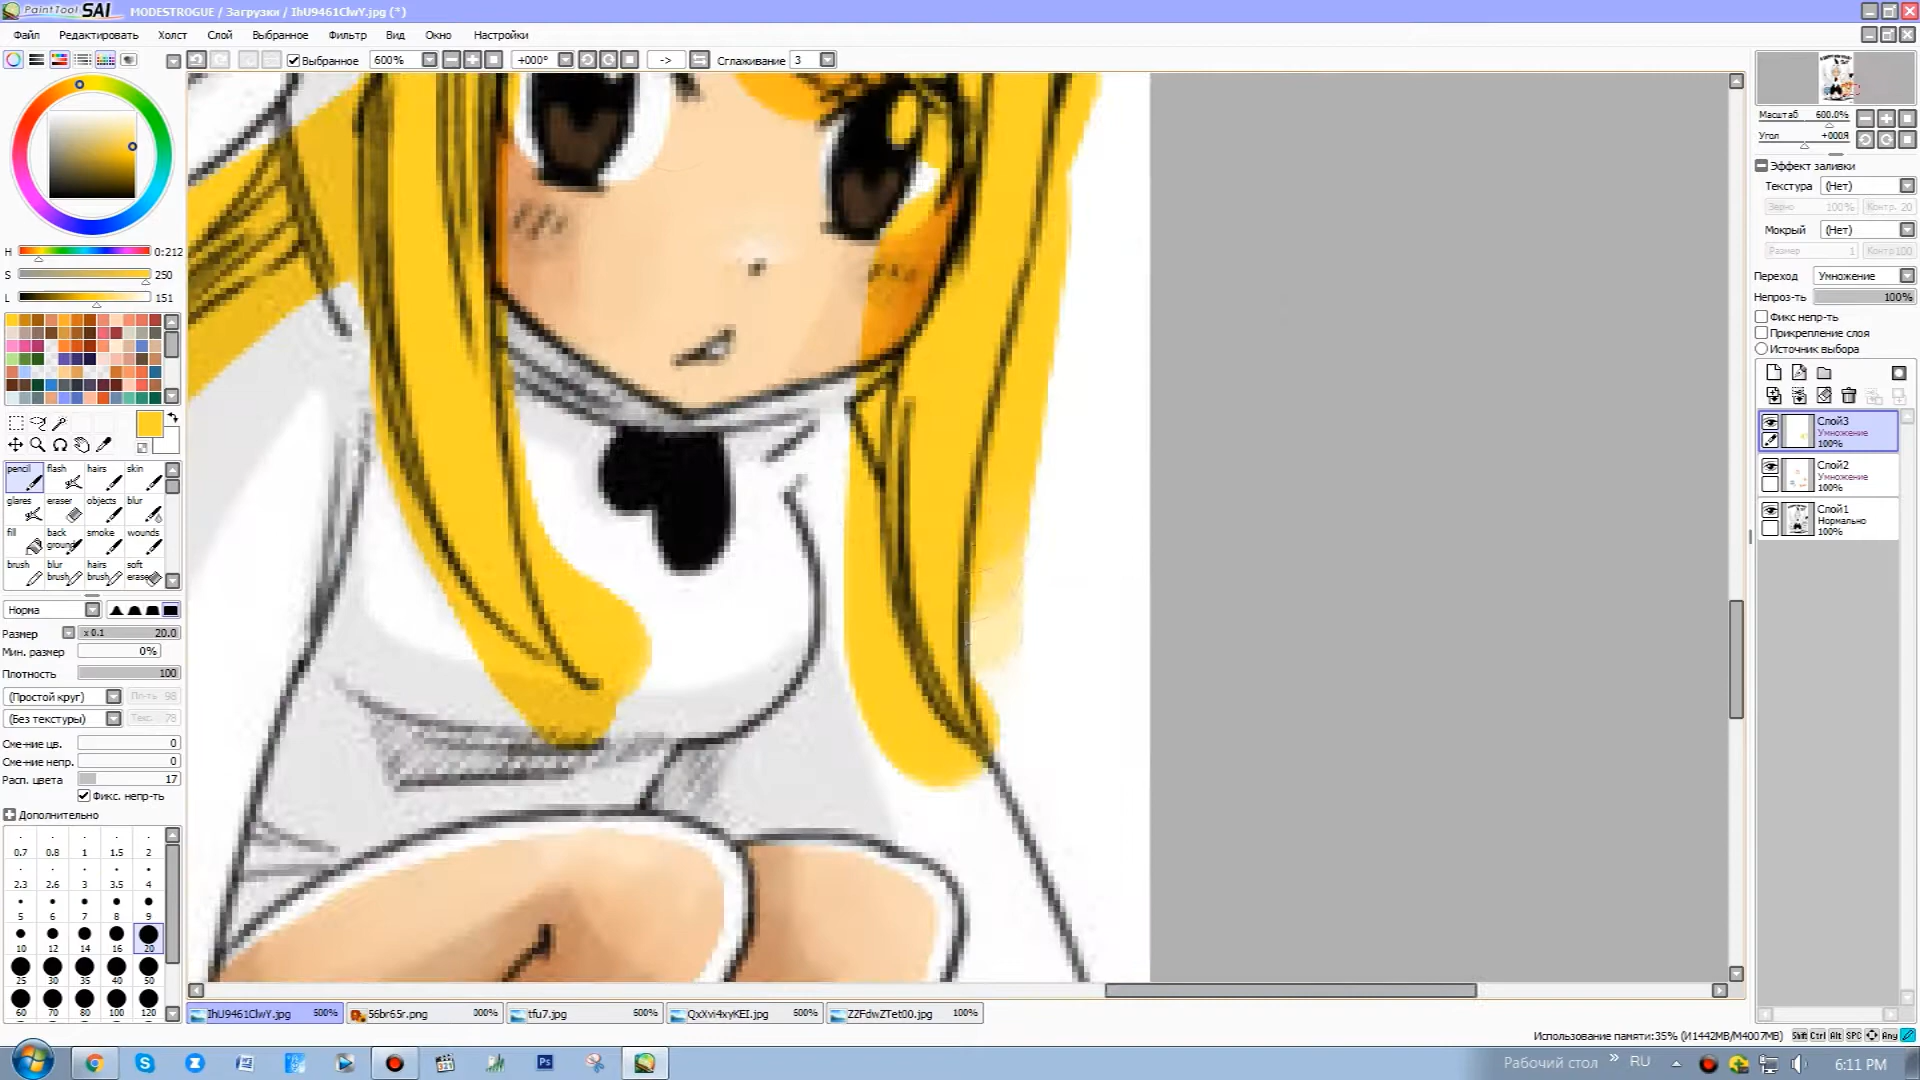 PaintTool SAI MODESTROGUE / Загрузки / IhU9461ClwY.jpg (*)
Файл Редактировать Холст Слой Выбранное Фильтр Вид Окно Настройки
Выбранное 600% +000° -> Сглаживание 3
Масштаб 600.0%
Угол +000Я
H 0:212
S 250
L 151
Эффект заливки
Текстура (Нет)
Зерно 100% Контр. 20
Мокрый (Нет)
Размер 1 Контр 100
Переход Умножение
Непроз-ть 100%
Фикс непр-ть
Прикрепление слоя
Источник выбора
Слой3
Умножение
100%
Слой2
Умножение
100%
Слой1
Нормально
100%
pencil flash hairs skin
glares eraser objects blur
fill back ground smoke wounds
brush blur brush hairs brush soft erase
Норма
Размер x 0.1 20.0
Мин. размер 0%
Плотность 100
(Простой круг) Пл-ть 98
(Без текстуры) Текс. 78
Сме-ние цв. 0
Сме-ние непр. 0
Расп. цвета 17
Фикс. непр-ть
Дополнительно
0.7 0.8 1 1.5 2
2.3 2.6 3 3.5 4
5 6 7 8 9
10 12 14 16 20
25 30 35 40 50
60 70 80 100 120
IhU9461ClwY.jpg 500% 56br65r.png 000% tfu7.jpg 500% QxXvi4xyKEI.jpg 500% ZZFdwZTet00.jpg 100%
Использование памяти:35% (И1442MB/M4007MB) Shift Ctrl Alt SPC Any
Рабочий стол » RU 6:11 PM